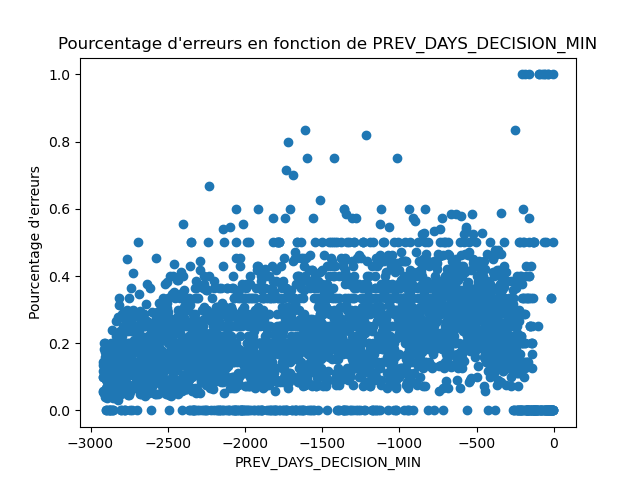 Pourcentage d'erreurs en fonction de PREV_DAYS_DECISION_MIN
1.0
0.8
0.6
0.4
0.2
0.0
Pourcentage d'erreurs
−3000 −2500 −2000 −1500 −1000 −500 0
PREV_DAYS_DECISION_MIN